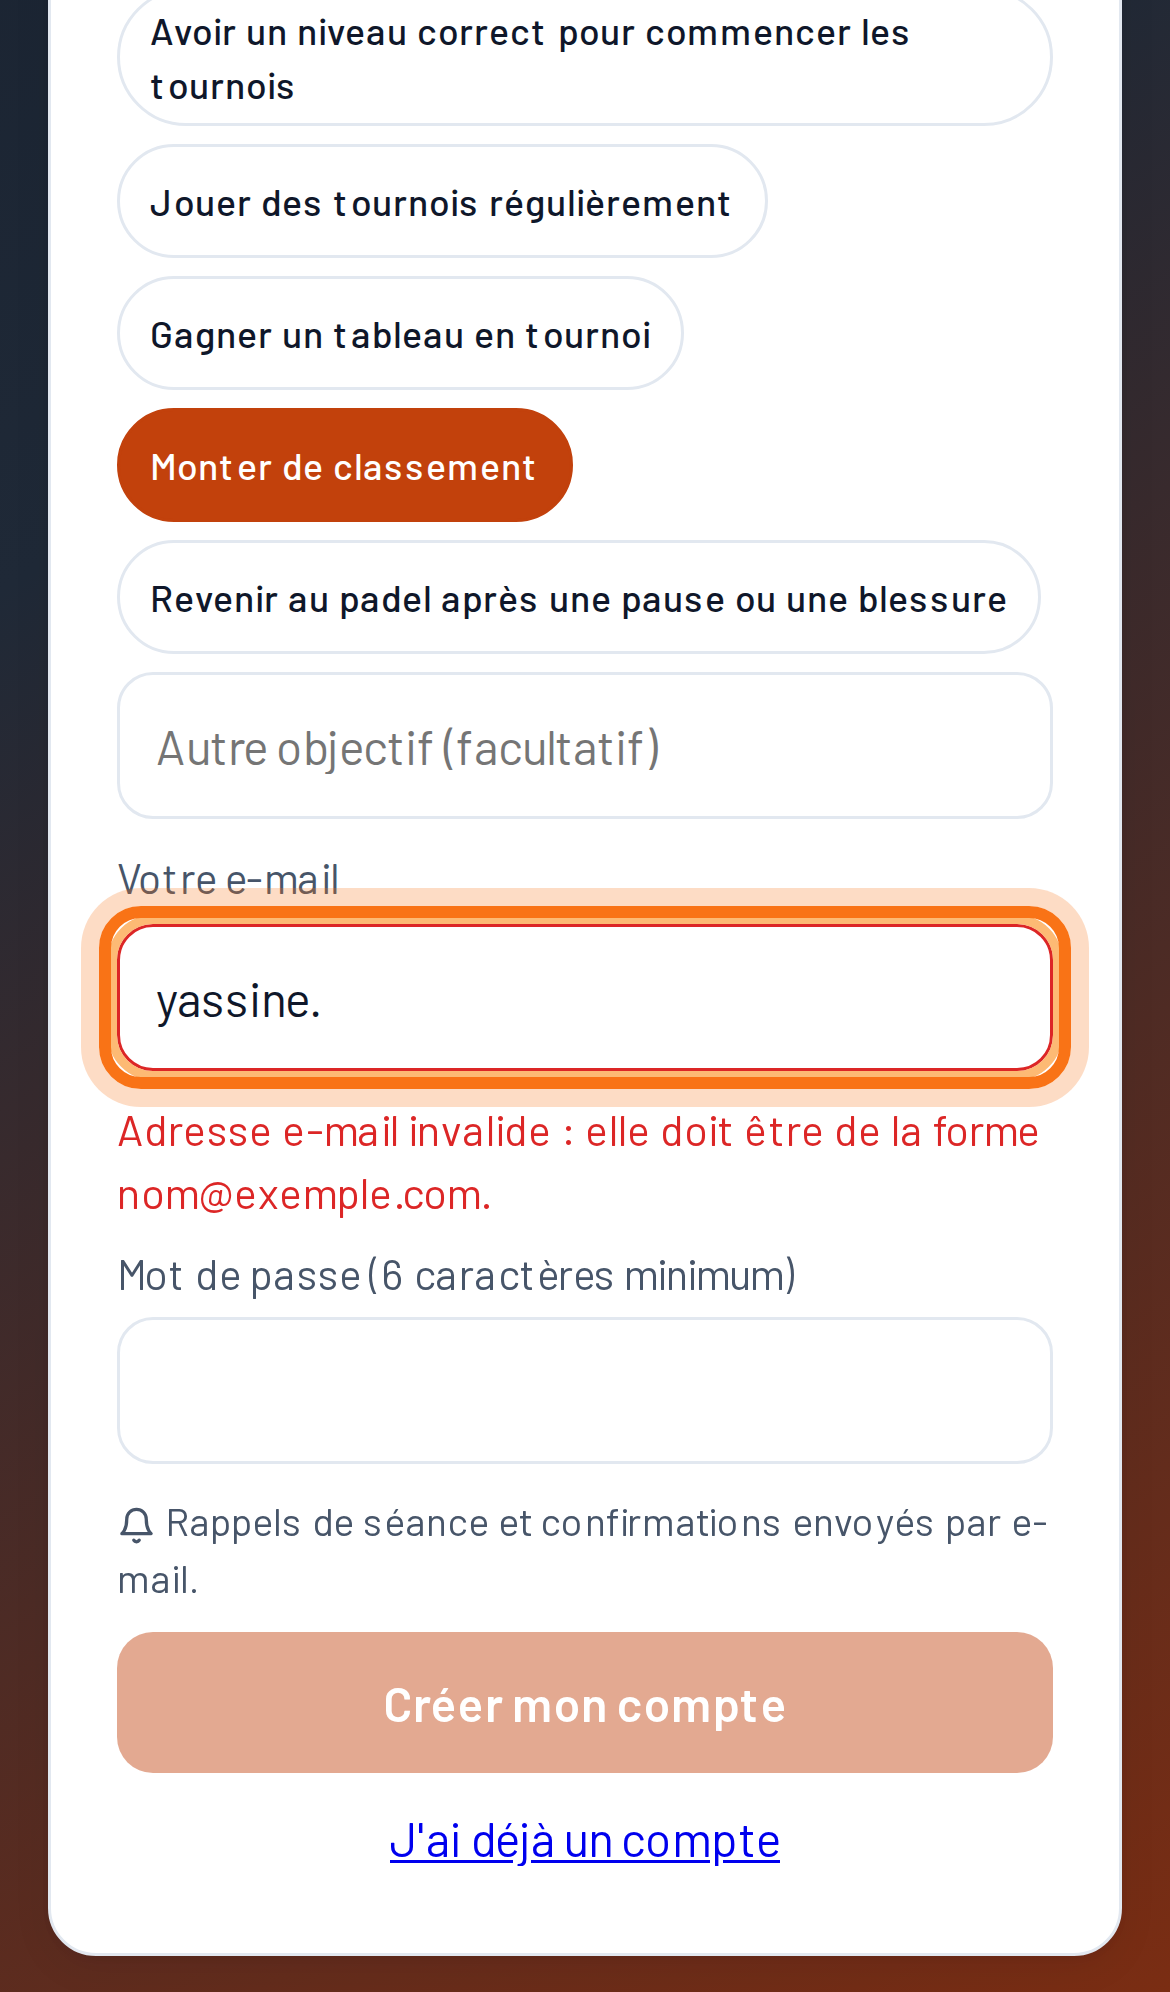 Avoir un niveau correct pour commencer les
tournois
Jouer des tournois régulièrement
Gagner un tableau en tournoi
Monter de classement
Revenir au padel après une pause ou une blessure
Autre objectif (facultatif)
Votre e-mail
yassine.
Adresse e-mail invalide : elle doit être de la forme
nom@exemple.com.
Mot de passe (6 caractères minimum)
Rappels de séance et confirmations envoyés par e-
mail.
Créer mon compte
J'ai déjà un compte